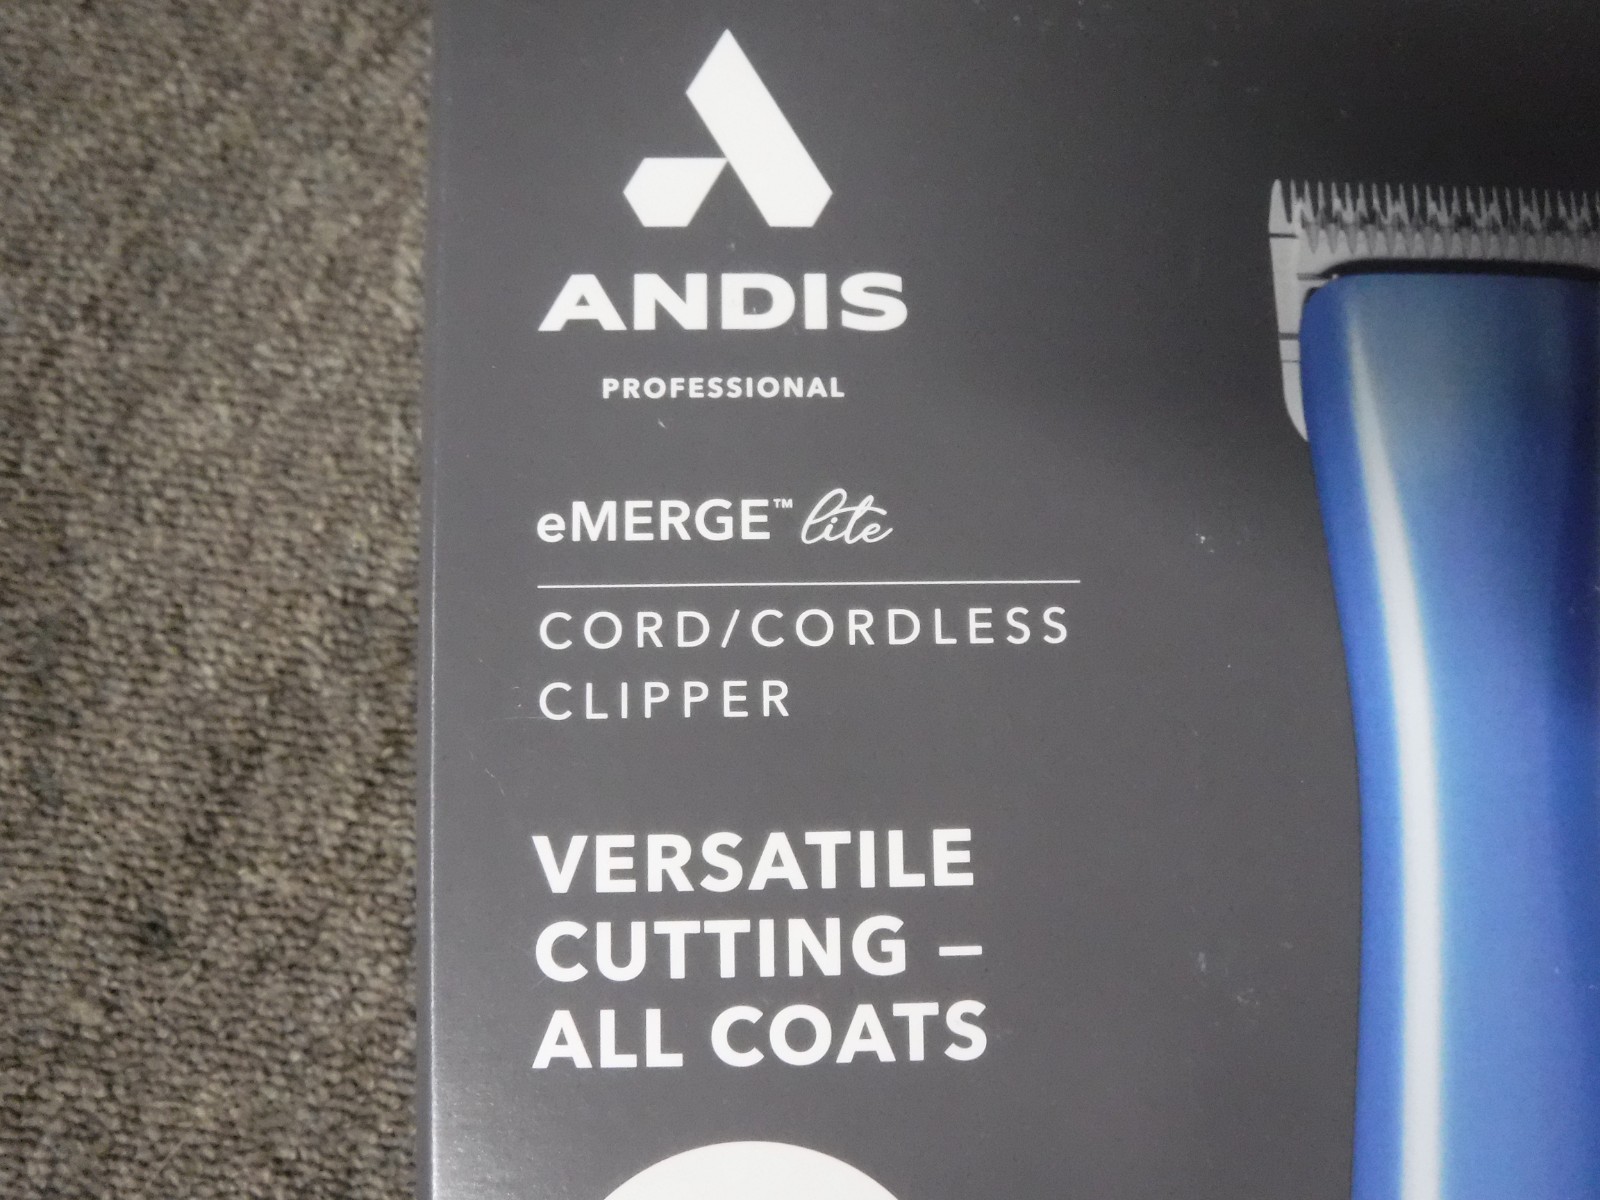 ANDIS
PROFESSIONAL
eMERGE™ lite
CORD/CORDLESS
CLIPPER
VERSATILE
CUTTING –
ALL COATS